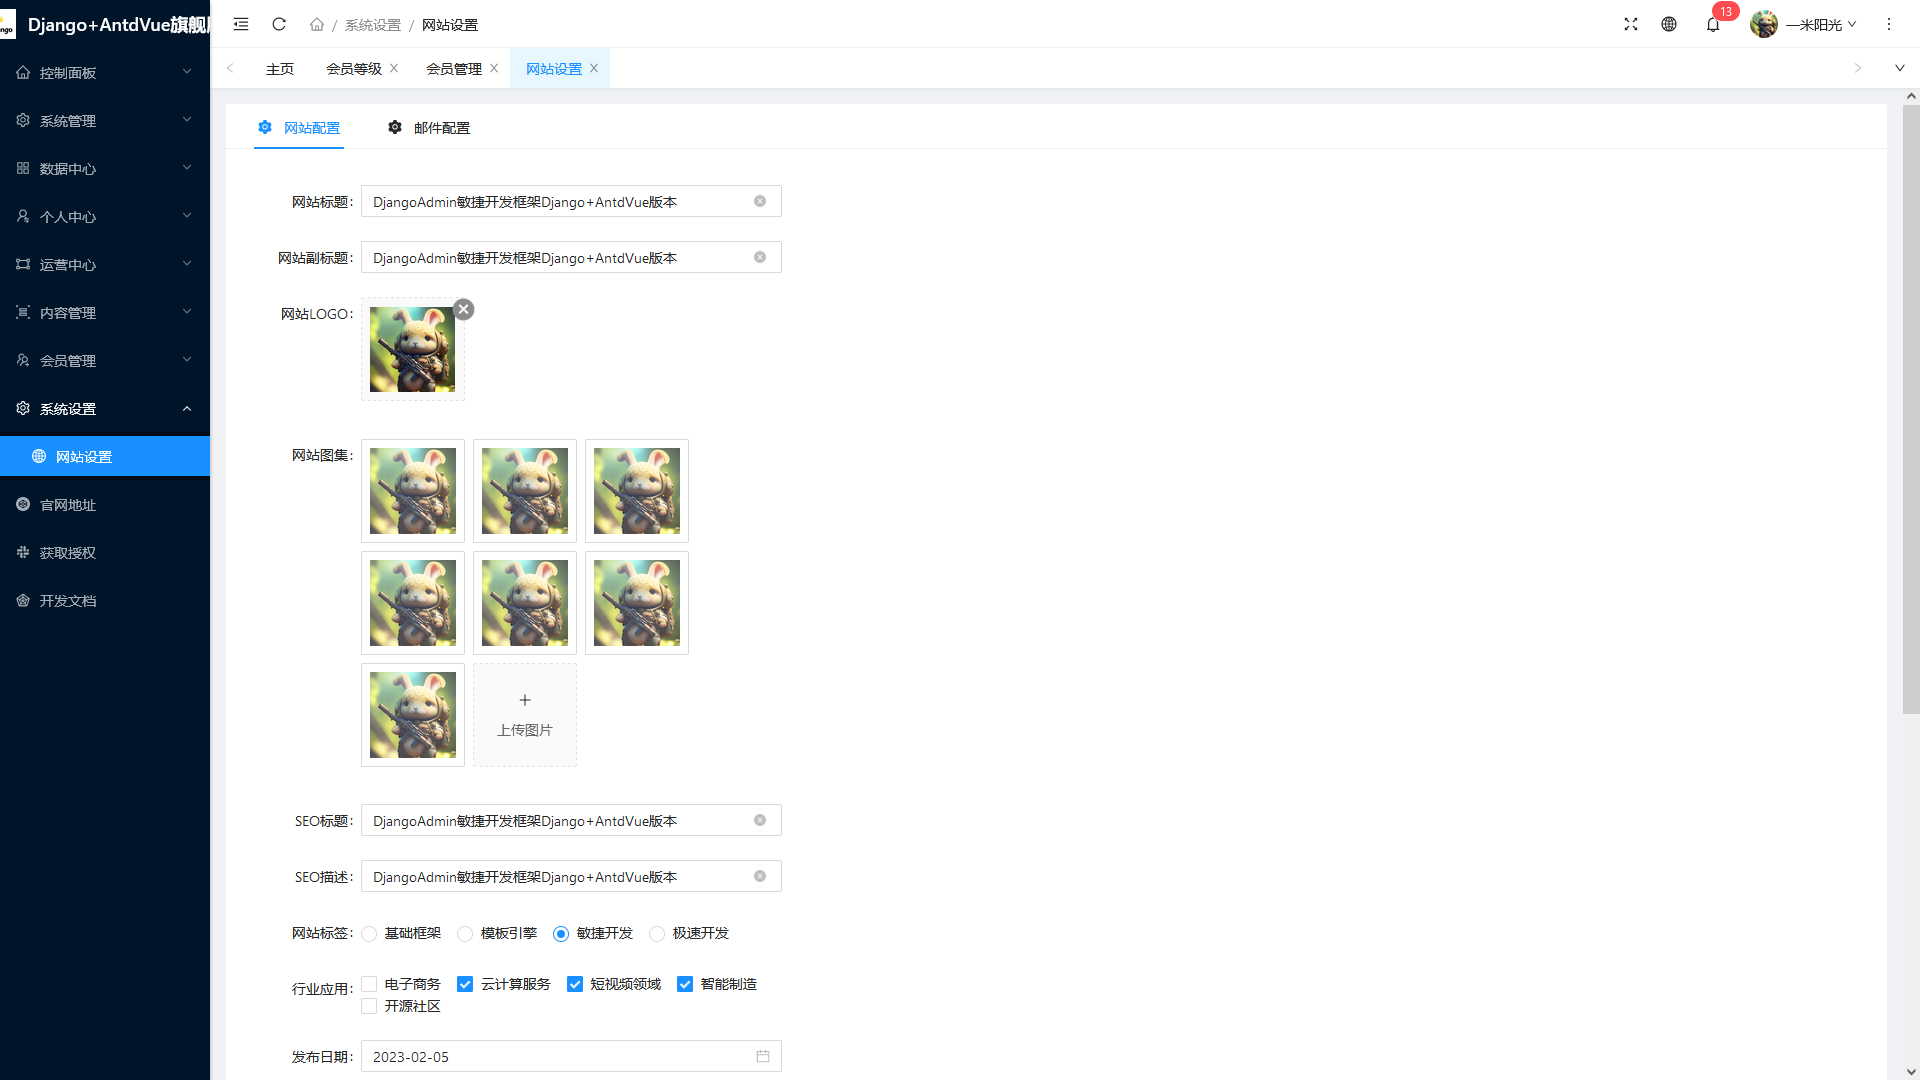 Django+AntdVue旗舰
系统设置 / 网站设置
13
一米阳光
控制面板
系统管理
数据中心
个人中心
运营中心
内容管理
会员管理
系统设置
网站设置
官网地址
获取授权
开发文档
主页
会员等级
会员管理
网站设置
网站配置
邮件配置
网站标题: DjangoAdmin敏捷开发框架Django+AntdVue版本
网站副标题: DjangoAdmin敏捷开发框架Django+AntdVue版本
网站LOGO:
网站图集:
上传图片
SEO标题: DjangoAdmin敏捷开发框架Django+AntdVue版本
SEO描述: DjangoAdmin敏捷开发框架Django+AntdVue版本
网站标签: 基础框架 模板引擎 敏捷开发 极速开发
行业应用: 电子商务 云计算服务 短视频领域 智能制造
开源社区
发布日期: 2023-02-05